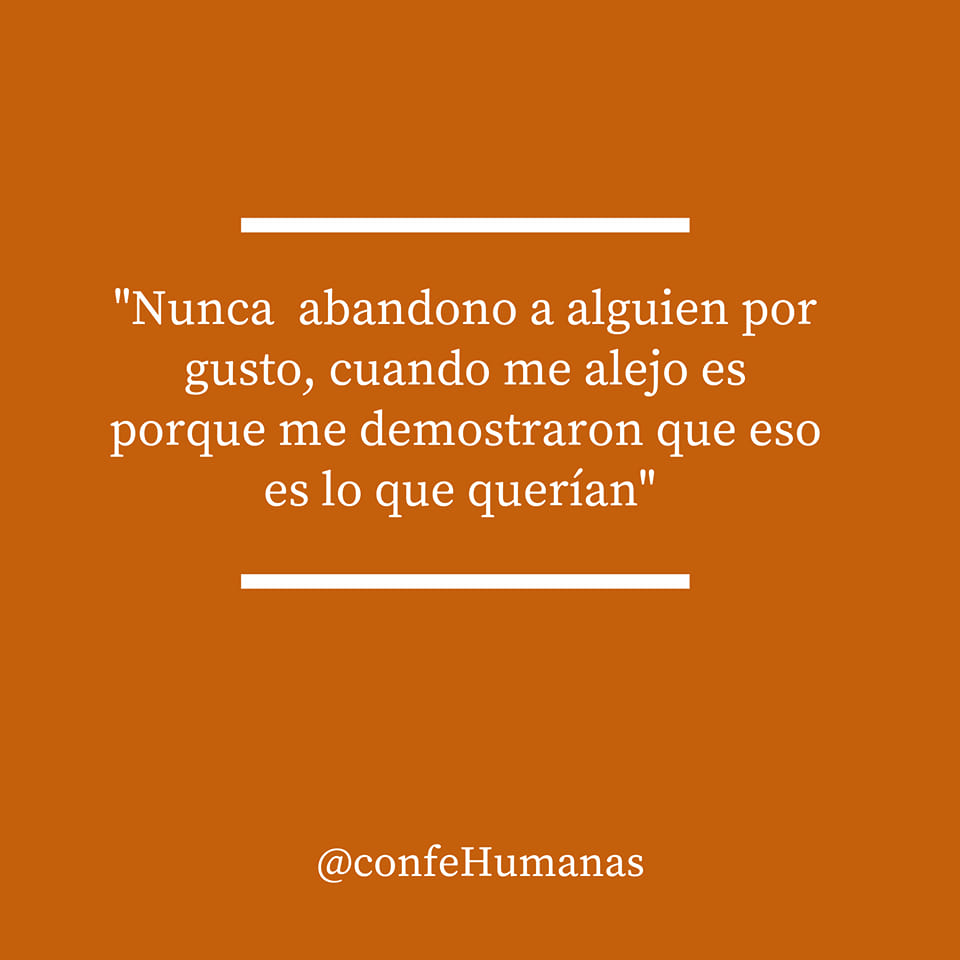 "Nunca  abandono a alguien por
gusto, cuando me alejo es
porque me demostraron que eso
es lo que querían"
@confeHumanas